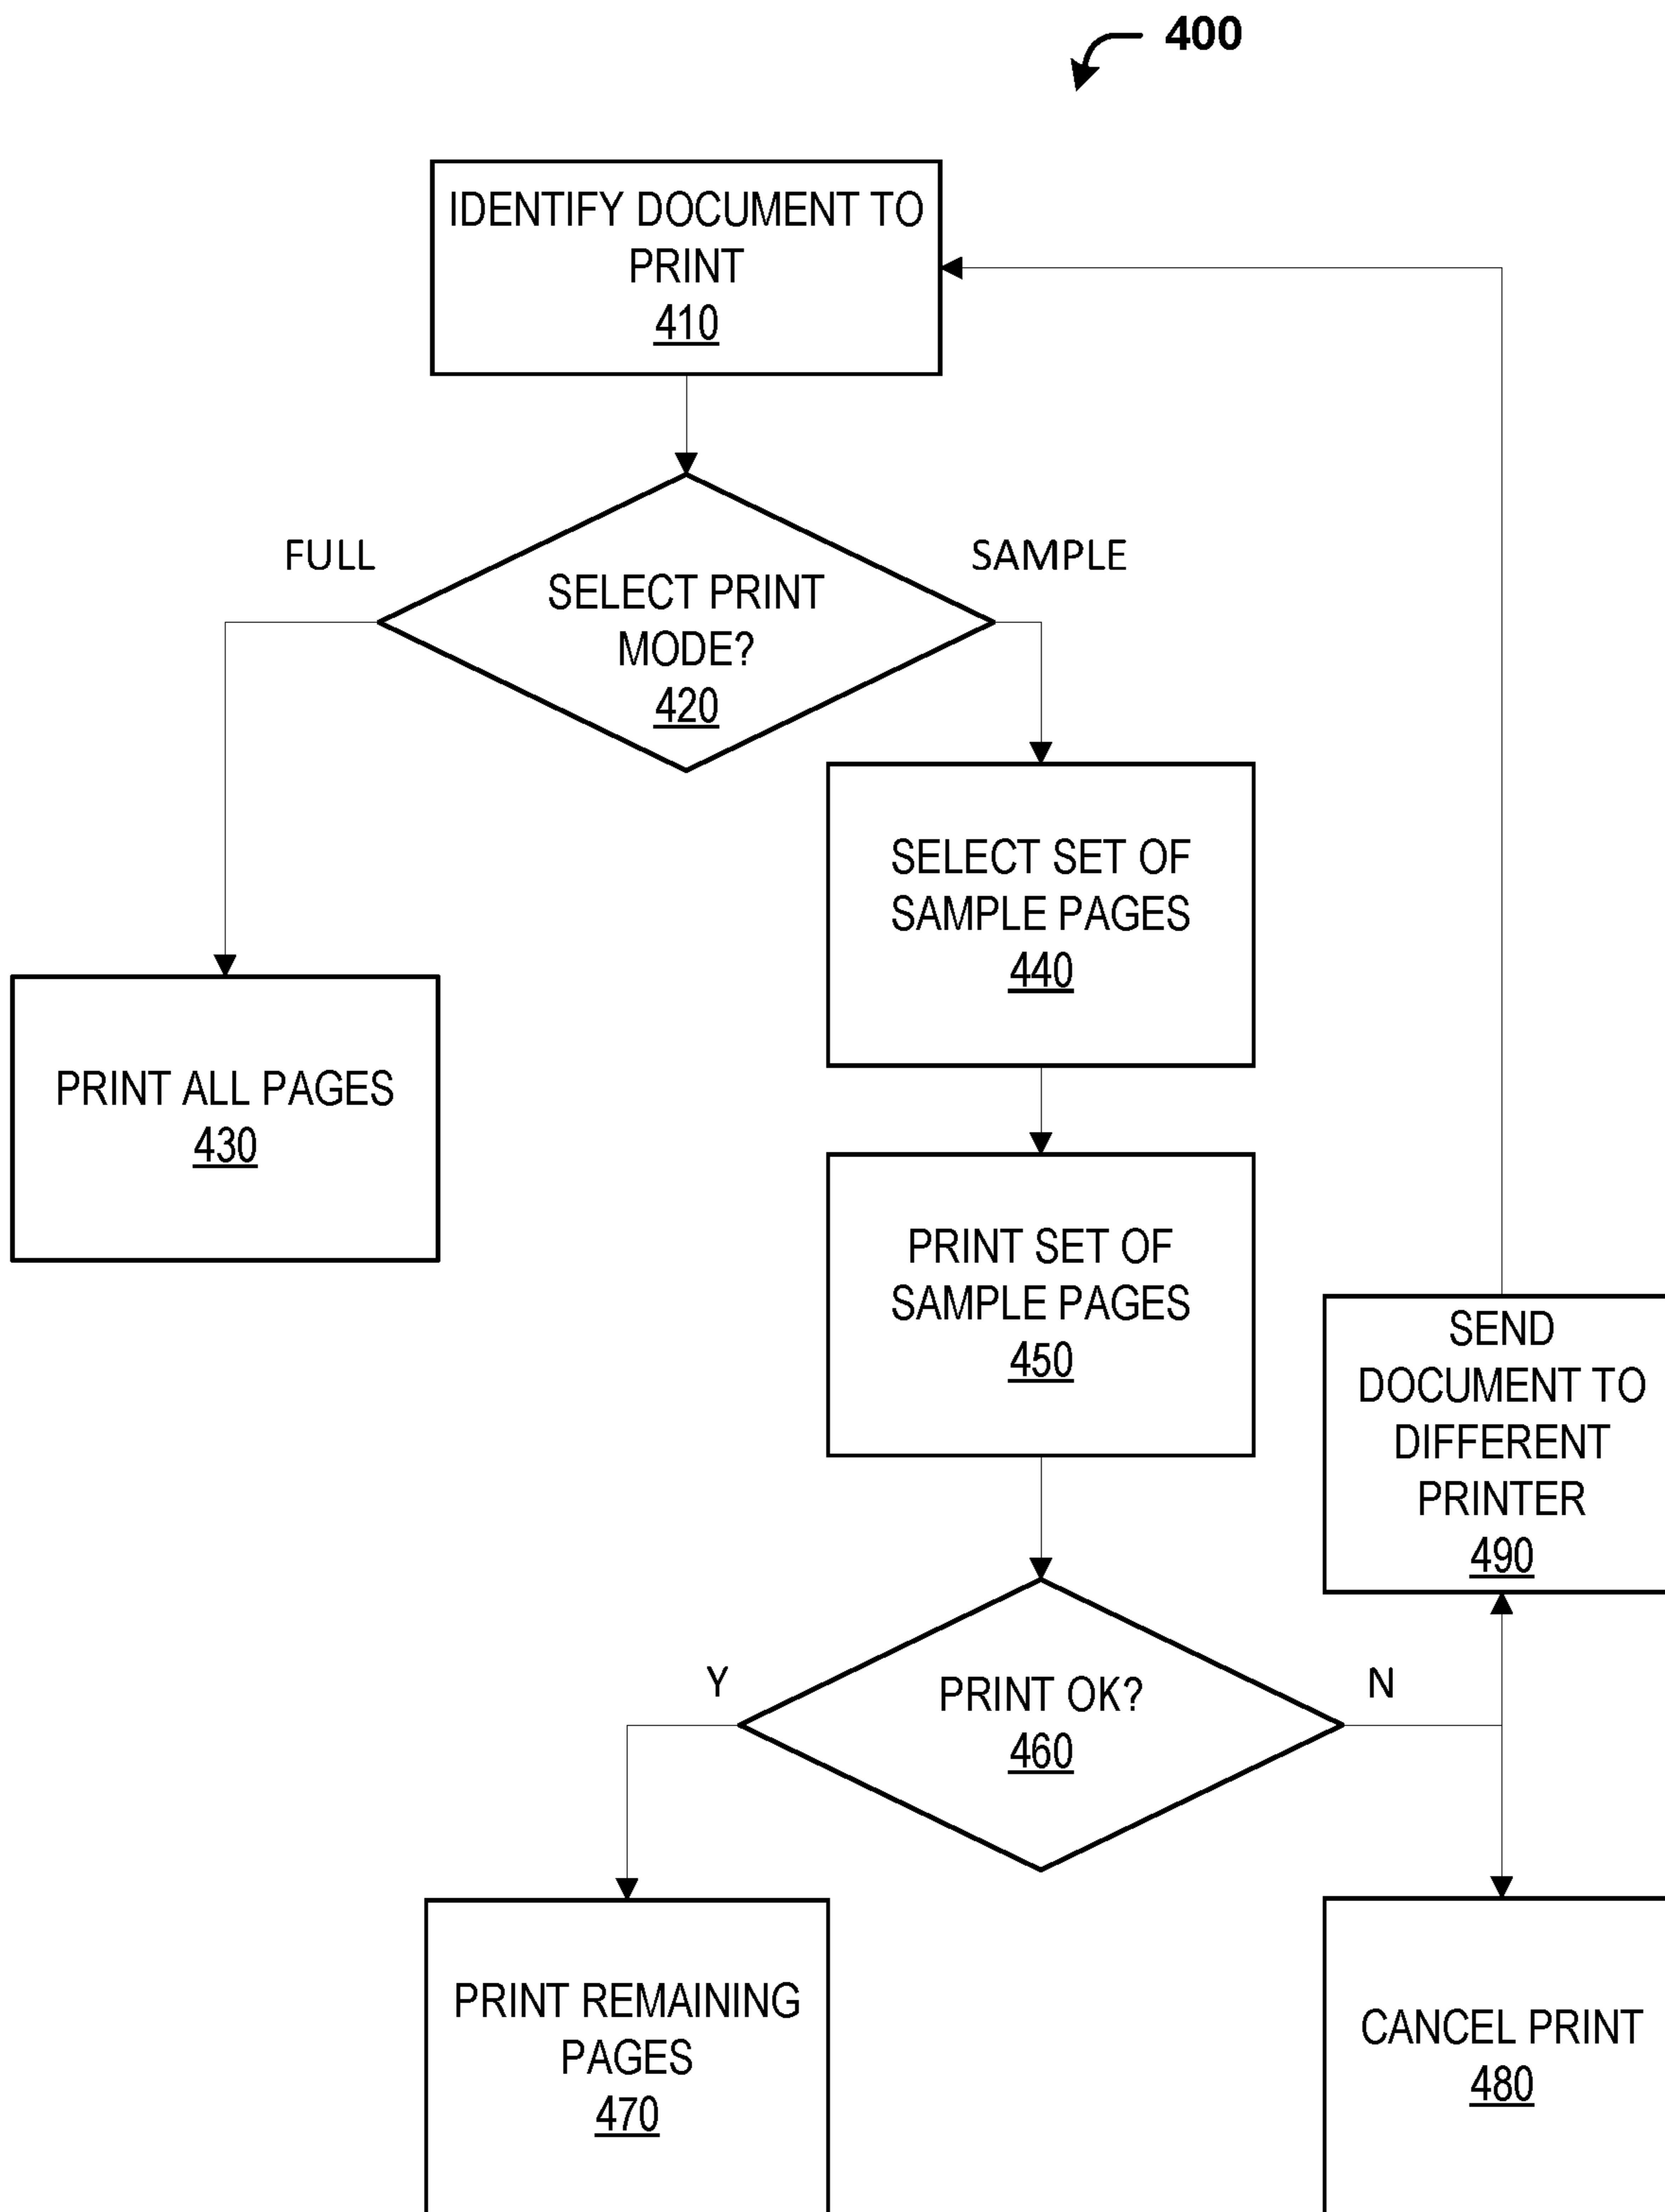 400
IDENTIFY DOCUMENT TO
PRINT
410
FULL
SAMPLE
SELECT PRINT
MODE?
420
SELECT SET OF
SAMPLE PAGES
440
PRINT ALL PAGES
430
PRINT SET OF
SAMPLE PAGES
450
SEND
DOCUMENT TO
DIFFERENT
PRINTER
490
Y
PRINT OK?
460
N
PRINT REMAINING
PAGES
470
CANCEL PRINT
480